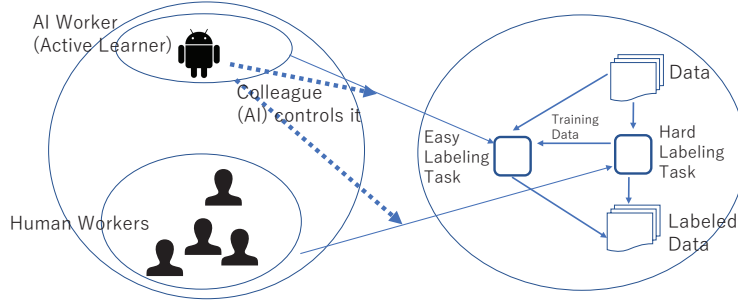 AI Worker
(Active Learner)
Colleague
(AI) controls it
Human Workers
Data
Training
Data
Easy
Labeling
Task
Hard
Labeling
Task
Labeled
Data